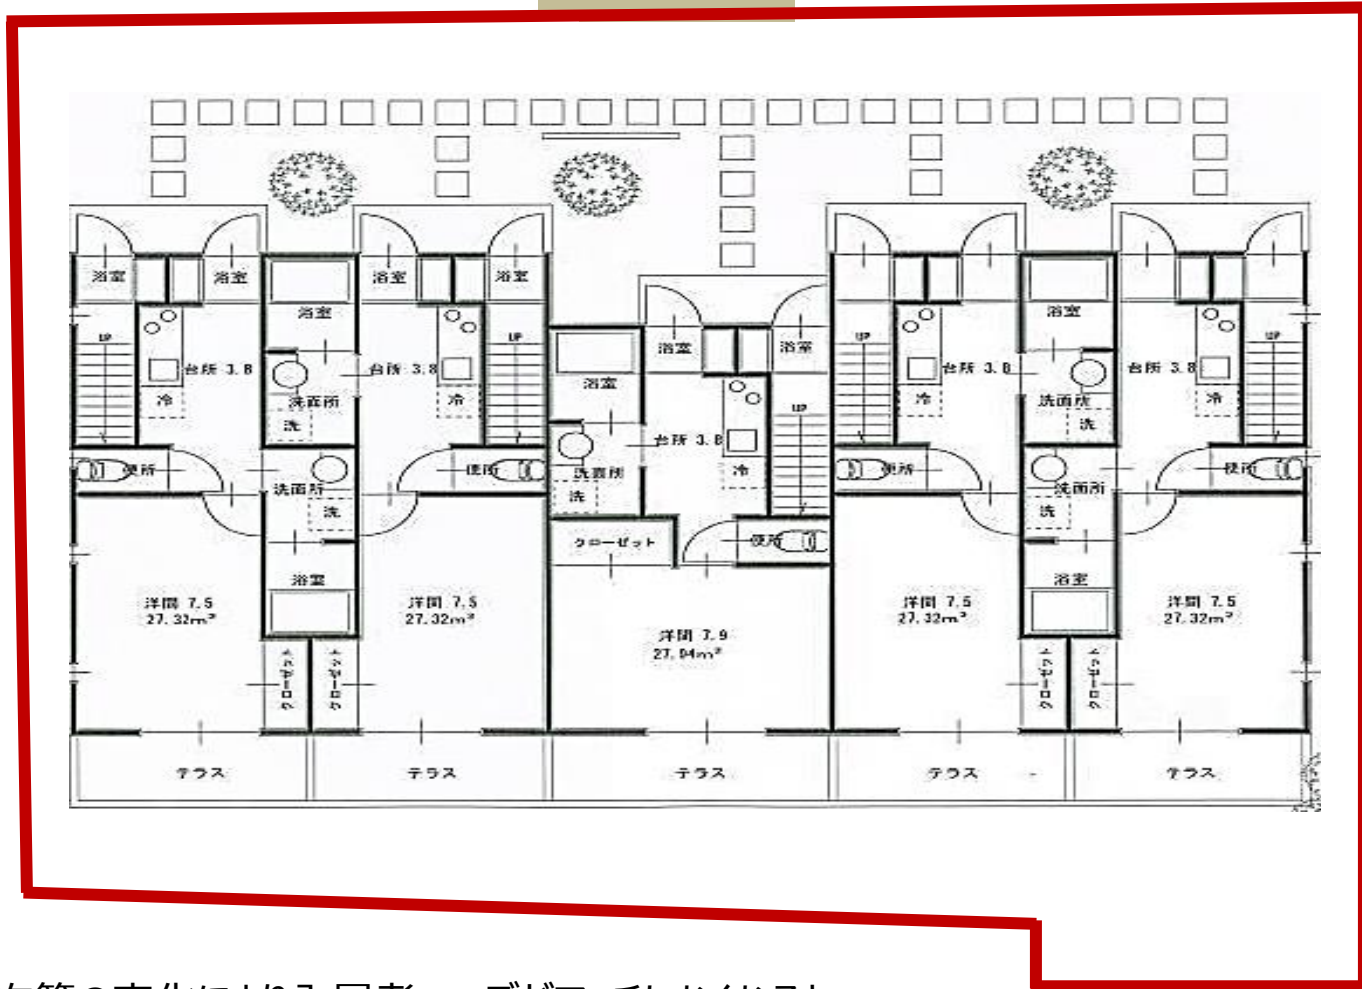 浴室 浴室 浴室 浴室
浴室 浴室
UP UP UP UP
浴室 浴室
浴室
台所 3.8 台所 3.8 台所 3.8 台所 3.8
冷 洗面所 冷 冷 洗面所 冷
洗 洗
UP
台所 3.8
便所 便所 洗面所 冷 便所 便所
洗面所 洗 洗面所
洗 洗
クローゼット 便所
浴室 浴室
洋間 7.5 洋間 7.5 洋間 7.5 洋間 7.5
27.32m² 27.32m² 27.32m² 27.32m²
洋間 7.9
27.94m²
クローゼット クローゼット クローゼット クローゼット
テラス テラス テラス テラス テラス